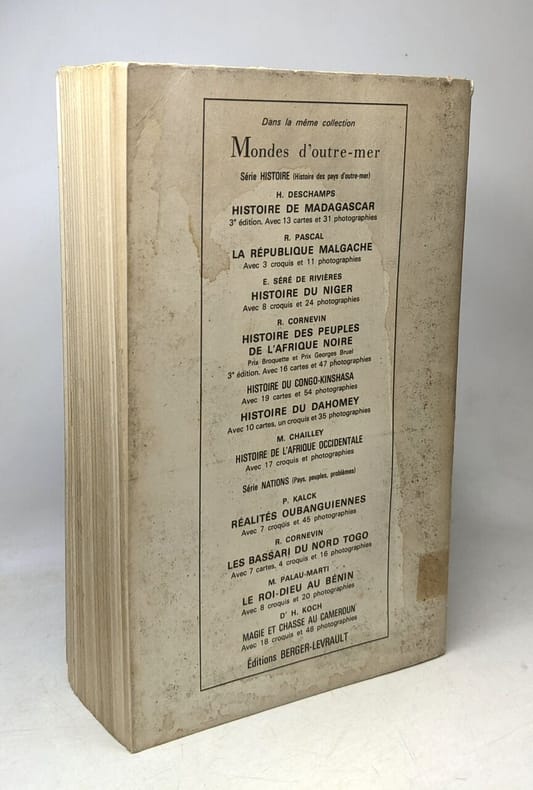 Dans la même collection
Mondes d'outre-mer
Série HISTOIRE (Histoire des pays d'outre-mer)
H. DESCHAMPS
HISTOIRE DE MADAGASCAR
3e édition. Avec 13 cartes et 31 photographies
R. PASCAL
LA RÉPUBLIQUE MALGACHE
Avec 3 croquis et 11 photographies
E. SÉRÉ DE RIVIÈRES
HISTOIRE DU NIGER
Avec 8 croquis et 24 photographies
R. CORNEVIN
HISTOIRE DES PEUPLES
DE L'AFRIQUE NOIRE
Prix Broquette et Prix Georges Bruel
3e édition. Avec 16 cartes et 47 photographies
HISTOIRE DU CONGO-KINSHASA
Avec 19 cartes et 54 photographies
HISTOIRE DU DAHOMEY
Avec 10 cartes, un croquis et 35 photographies
M. CHAILLEY
HISTOIRE DE L'AFRIQUE OCCIDENTALE
Avec 17 croquis et photographies
Série NATIONS (Pays, peuples, problèmes)
P. KALCK
RÉALITÉS OUBANGUIENNES
Avec 7 croquis et 45 photographies
R. CORNEVIN
LES BASSARI DU NORD TOGO
Avec 7 cartes, 4 croquis et 16 photographies
M. PALAU-MARTI
LE ROI-DIEU AU BÉNIN
Avec 8 croquis et 20 photographies
Dr H. KOCH
MAGIE ET CHASSE AU CAMEROUN
Avec 18 croquis et 48 photographies
Éditions BERGER-LEVRAULT